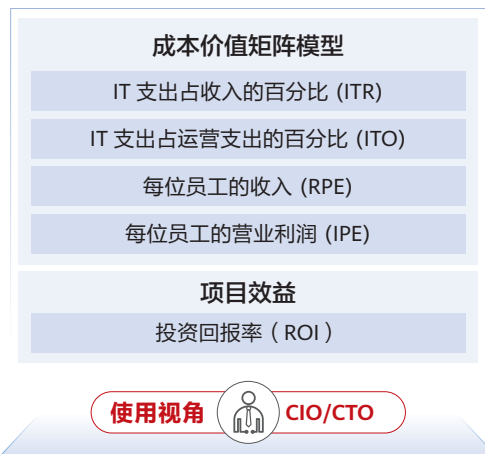 成本价值矩阵模型
IT 支出占收入的百分比 (ITR)
IT 支出占运营支出的百分比 (ITO)
每位员工的收入 (RPE)
每位员工的营业利润 (IPE)
项目效益
投资回报率（ROI）
使用视角 CIO/CTO